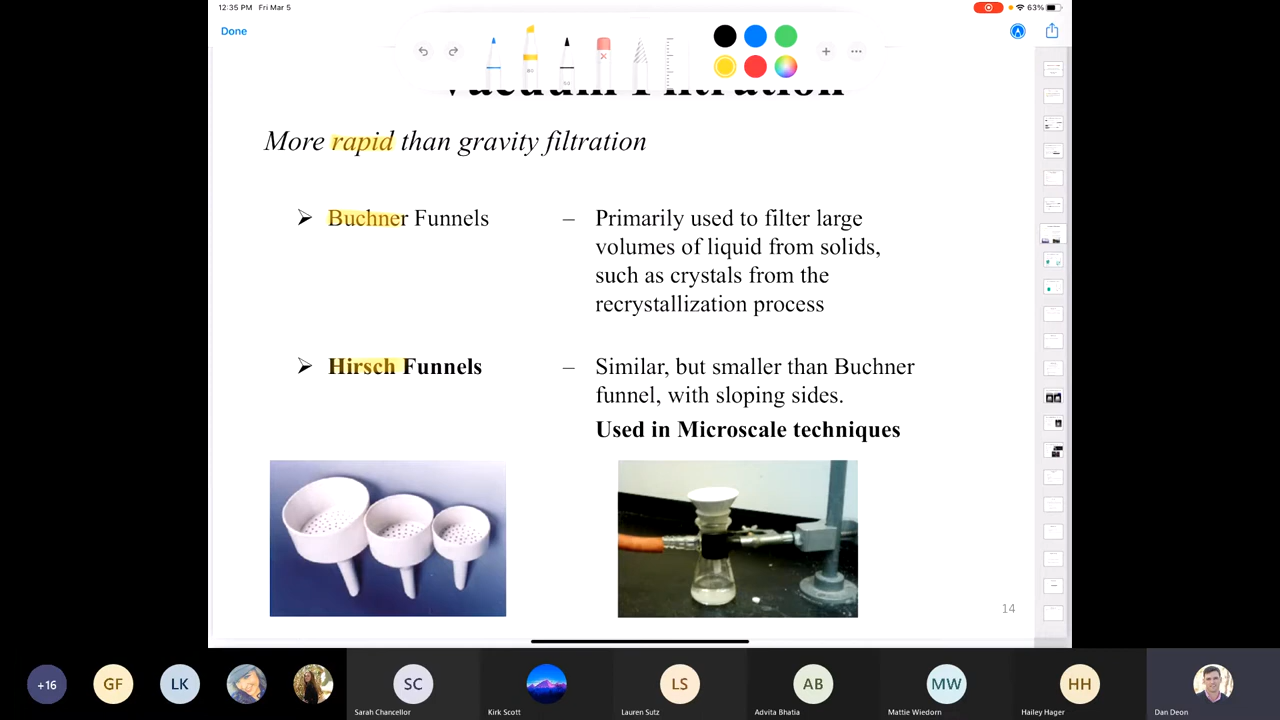 12:35 PM Fri Mar 5
63%
Done
Vacuum Filtration
More rapid than gravity filtration
➢ Buchner Funnels – Primarily used to filter large
volumes of liquid from solids,
such as crystals from the
recrystallization process
➢ Hirsch Funnels – Similar, but smaller than Buchner
funnel, with sloping sides.
Used in Microscale techniques
14
+16
GF
LK
SC
LS
AB
MW
HH
Sarah Chancellor
Kirk Scott
Lauren Sutz
Advita Bhatia
Mattie Wiedorn
Hailey Hager
Dan Deon